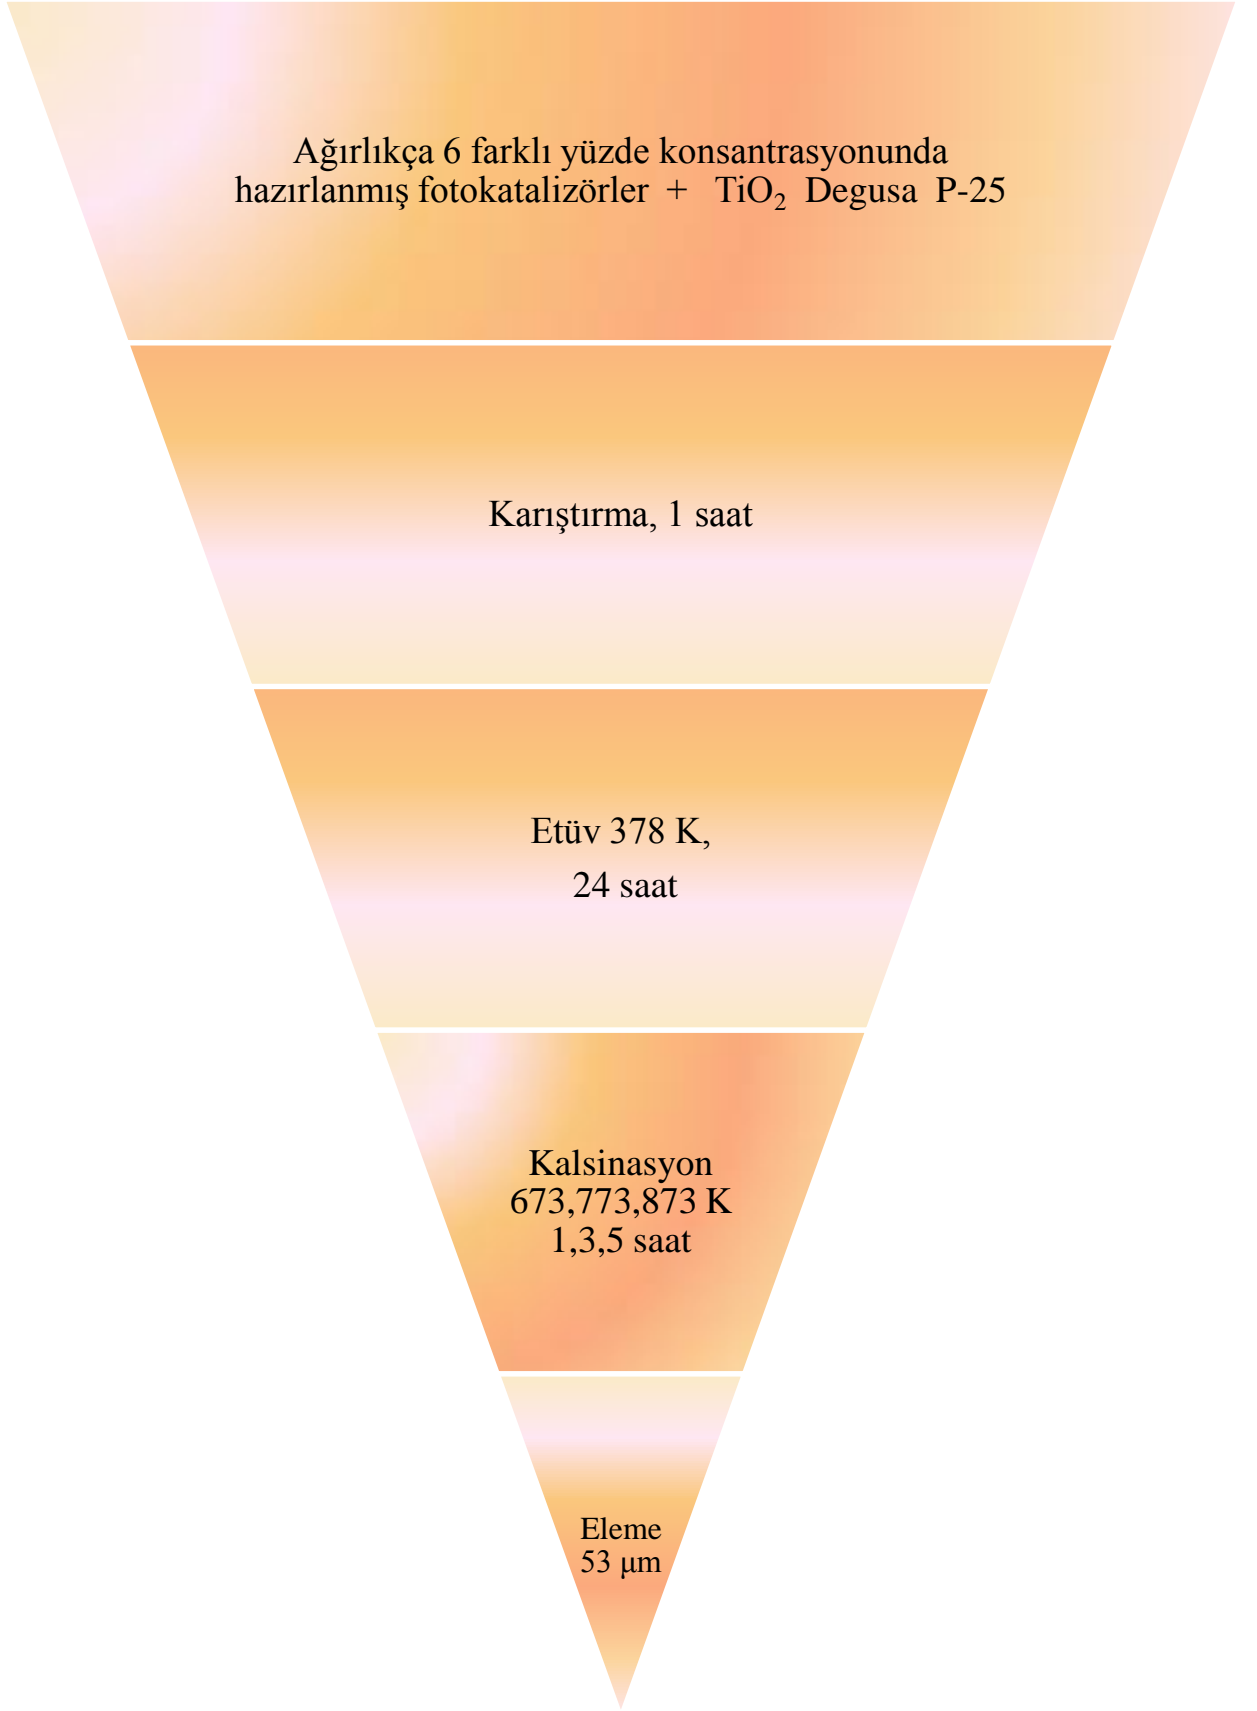 Ağırlıkça 6 farklı yüzde konsantrasyonunda
hazırlanmış fotokatalizörler + TiO₂ Degusa P-25
Karıştırma, 1 saat
Etüv 378 K,
24 saat
Kalsinasyon
673,773,873 K
1,3,5 saat
Eleme
53 µm